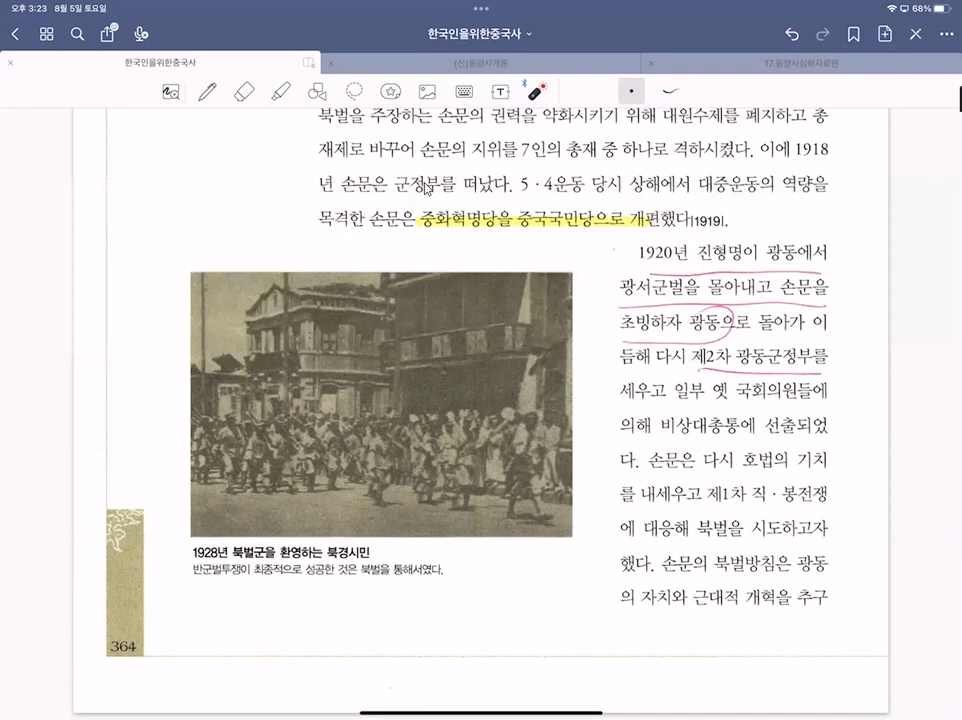 오후 3:23 8월 5일 토요일
68%
한국인을위한중국사
한국인을위한중국사
(신)동양사개론
17.동양사심화자료편
북벌을 주장하는 손문의 권력을 약화시키기 위해 대원수제를 폐지하고 총
재제로 바꾸어 손문의 지위를 7인의 총재 중 하나로 격하시켰다. 이에 1918
년 손문은 군정부를 떠났다. 5·4운동 당시 상해에서 대중운동의 역량을
목격한 손문은 중화혁명당을 중국국민당으로 개편했다[1919].
1920년 진형명이 광동에서
광서군벌을 몰아내고 손문을
초빙하자 광동으로 돌아가 이
듬해 다시 제2차 광동군정부를
세우고 일부 옛 국회의원들에
의해 비상대총통에 선출되었
다. 손문은 다시 호법의 기치
를 내세우고 제1차 직·봉전쟁
에 대응해 북벌을 시도하고자
했다. 손문의 북벌방침은 광동
의 자치와 근대적 개혁을 추구
1928년 북벌군을 환영하는 북경시민
반군벌투쟁이 최종적으로 성공한 것은 북벌을 통해서였다.
364